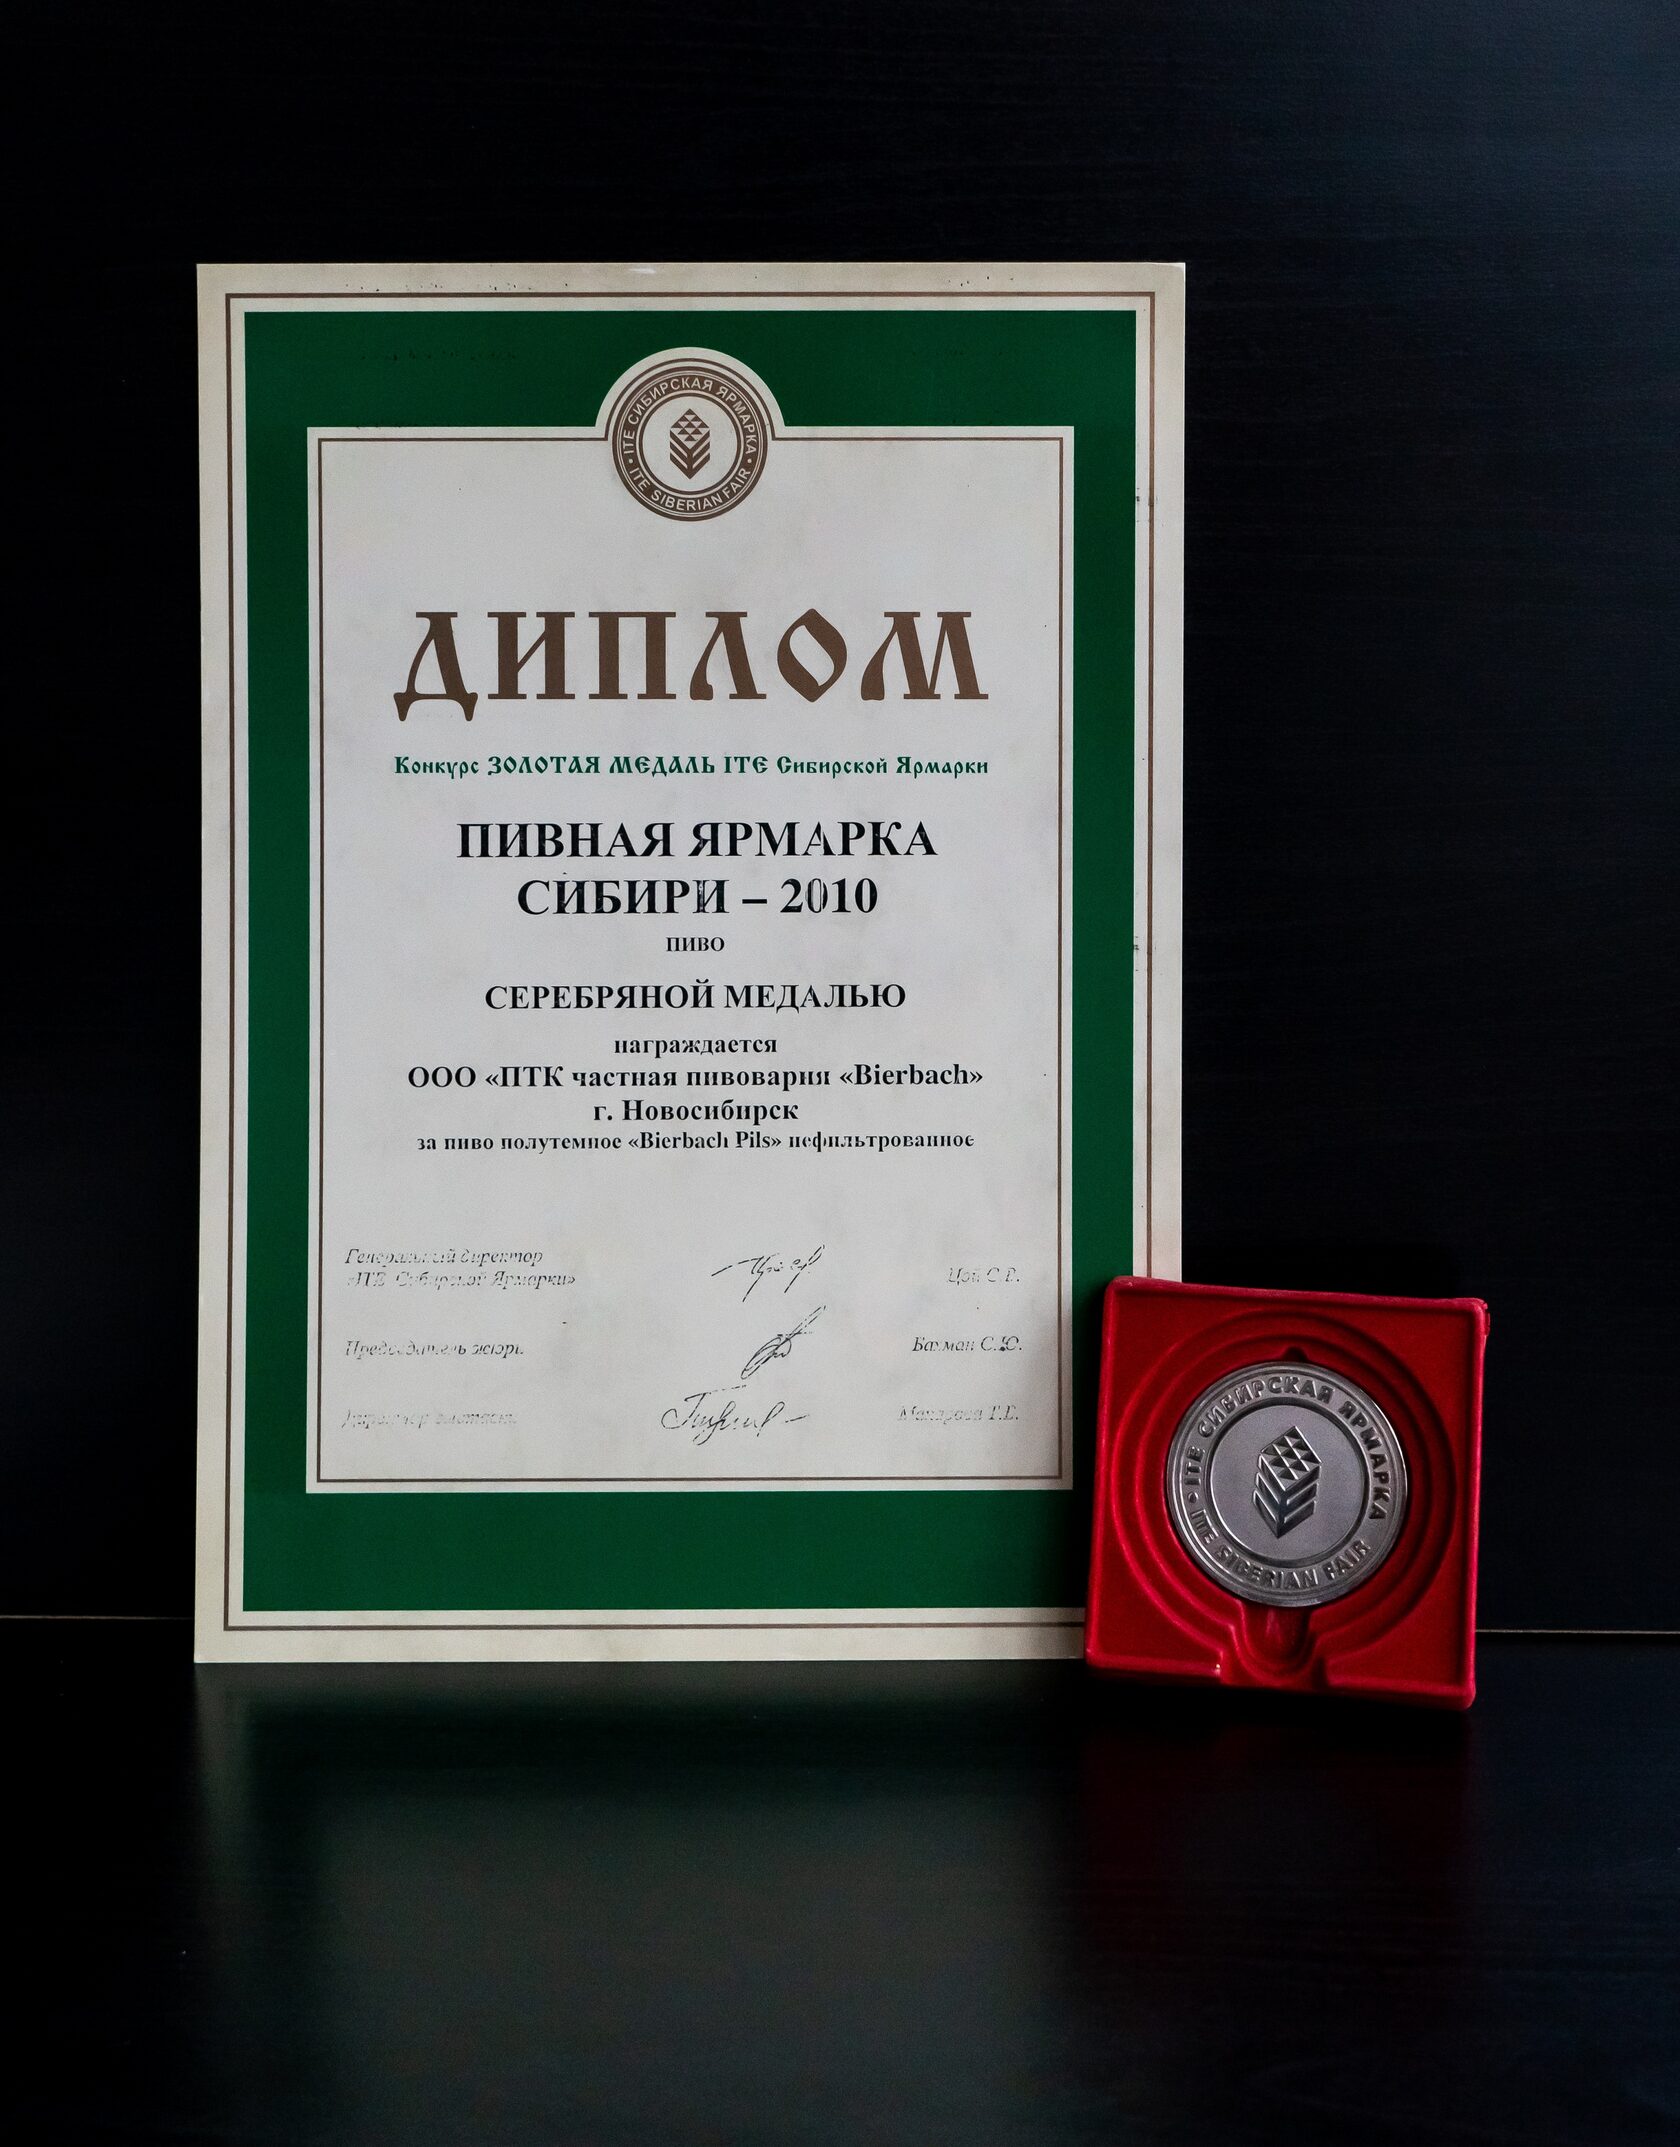 ITE СИБИРСКАЯ ЯРМАРКА
ITE SIBERIAN FAIR
ДИПЛОМ
Конкурс ЗОЛОТАЯ МЕДАЛЬ ITE Сибирской Ярмарки
ПИВНАЯ ЯРМАРКА
СИБИРИ – 2010
ПИВО
СЕРЕБРЯНОЙ МЕДАЛЬЮ
награждается
ООО «ПТК частная пивоварня «Bierbach»
г. Новосибирск
за пиво полутемное «Bierbach Pils» нефильтрованное
Генеральный директор
«ITE Сибирской Ярмарки»
Председатель жюри
С.Ю.
Директор
ITE СИБИРСКАЯ ЯРМАРКА
ITE SIBERIAN FAIR